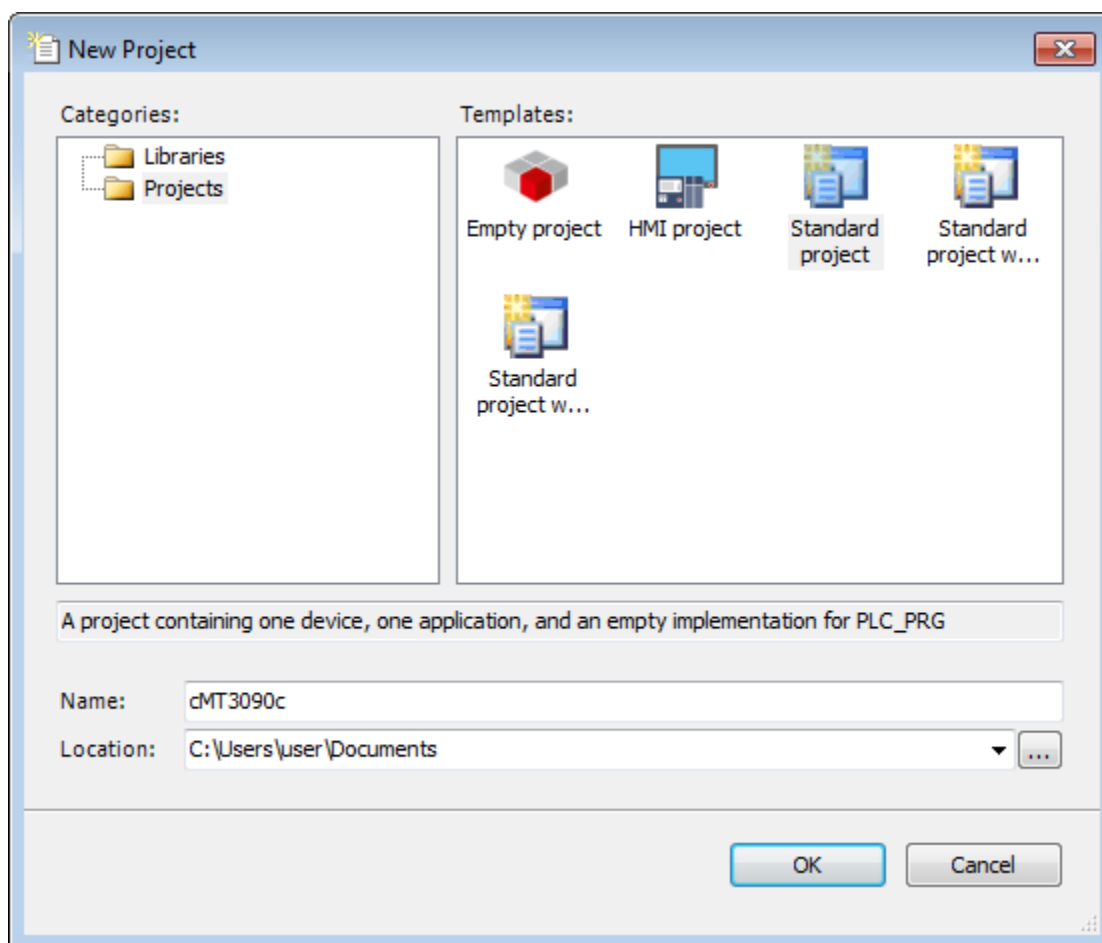 New Project
Categories:
Templates:
Libraries
Projects
Empty project
HMI project
Standard
project
Standard
project w...
Standard
project w...
A project containing one device, one application, and an empty implementation for PLC_PRG
Name:
cMT3090c
Location:
C:\Users\user\Documents
...
OK
Cancel